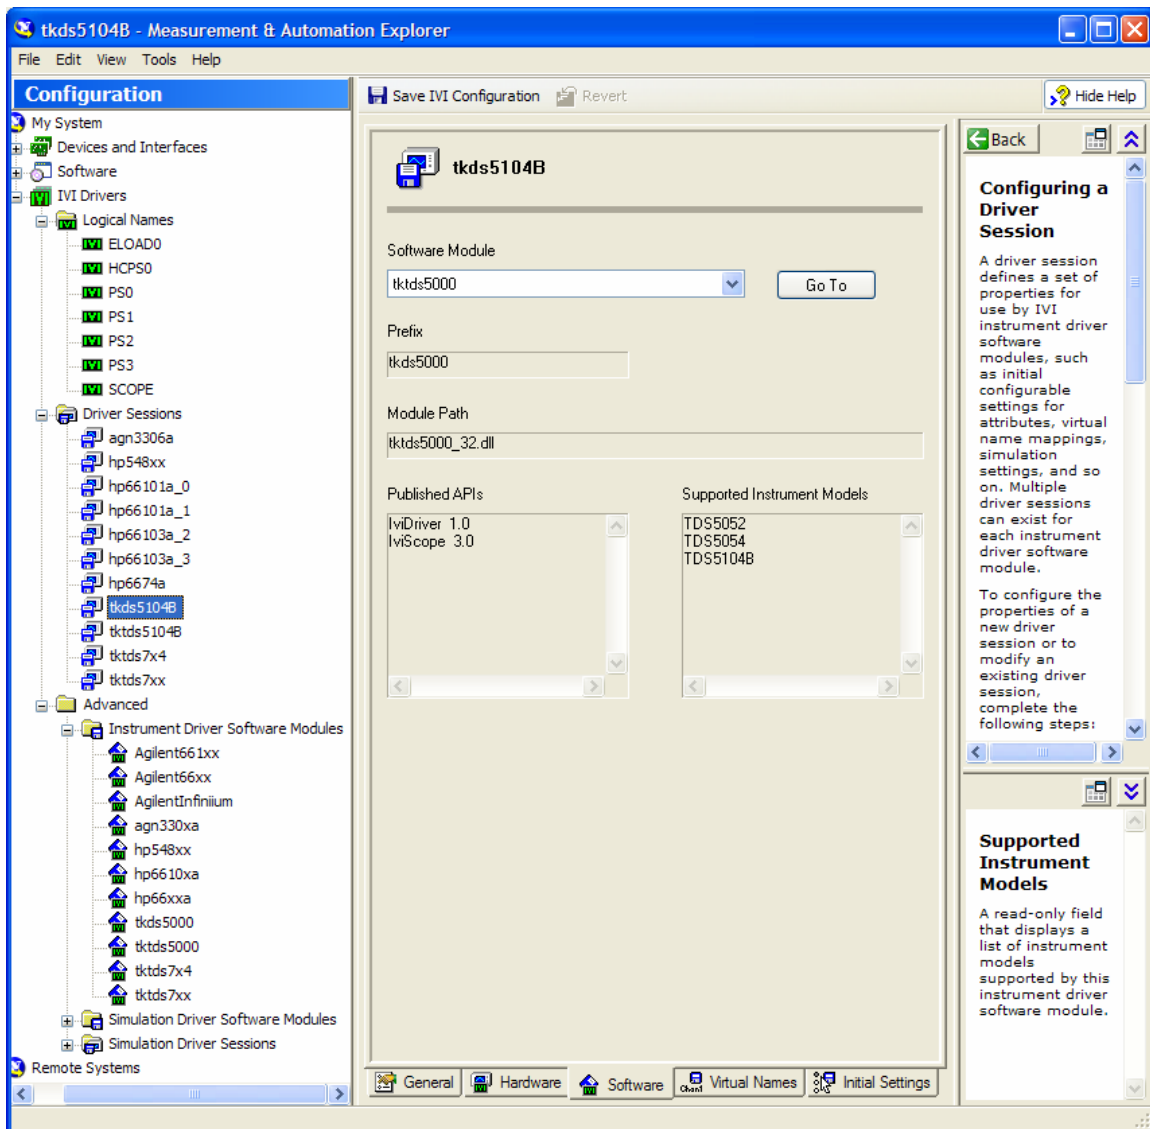 tkds5104B - Measurement & Automation Explorer
File Edit View Tools Help
Configuration
Save IVI Configuration Revert
Hide Help
My System
Devices and Interfaces
Software
IVI Drivers
Logical Names
ELOAD0
HCPS0
PS0
PS1
PS2
PS3
SCOPE
Driver Sessions
agn3306a
hp548xx
hp66101a_0
hp66101a_1
hp66103a_2
hp66103a_3
hp6674a
tkds5104B
tktds5104B
tktds7x4
tktds7xx
Advanced
Instrument Driver Software Modules
Agilent661xx
Agilent66xx
AgilentInfiniium
agn330xa
hp548xx
hp6610xa
hp66xxa
tkds5000
tktds5000
tktds7x4
tktds7xx
Simulation Driver Software Modules
Simulation Driver Sessions
Remote Systems
tkds5104B
Software Module
tktds5000
Go To
Prefix
tkds5000
Module Path
tktds5000_32.dll
Published APIs
IviDriver 1.0
IviScope 3.0
Supported Instrument Models
TDS5052
TDS5054
TDS5104B
General Hardware Software Virtual Names Initial Settings
Back
Configuring a
Driver
Session
A driver session
defines a set of
properties for
use by IVI
instrument driver
software
modules, such
as initial
configurable
settings for
attributes, virtual
name mappings,
simulation
settings, and so
on. Multiple
driver sessions
can exist for
each instrument
driver software
module.
To configure the
properties of a
new driver
session or to
modify an
existing driver
session,
complete the
following steps:
Supported
Instrument
Models
A read-only field
that displays a
list of instrument
models
supported by this
instrument driver
software module.